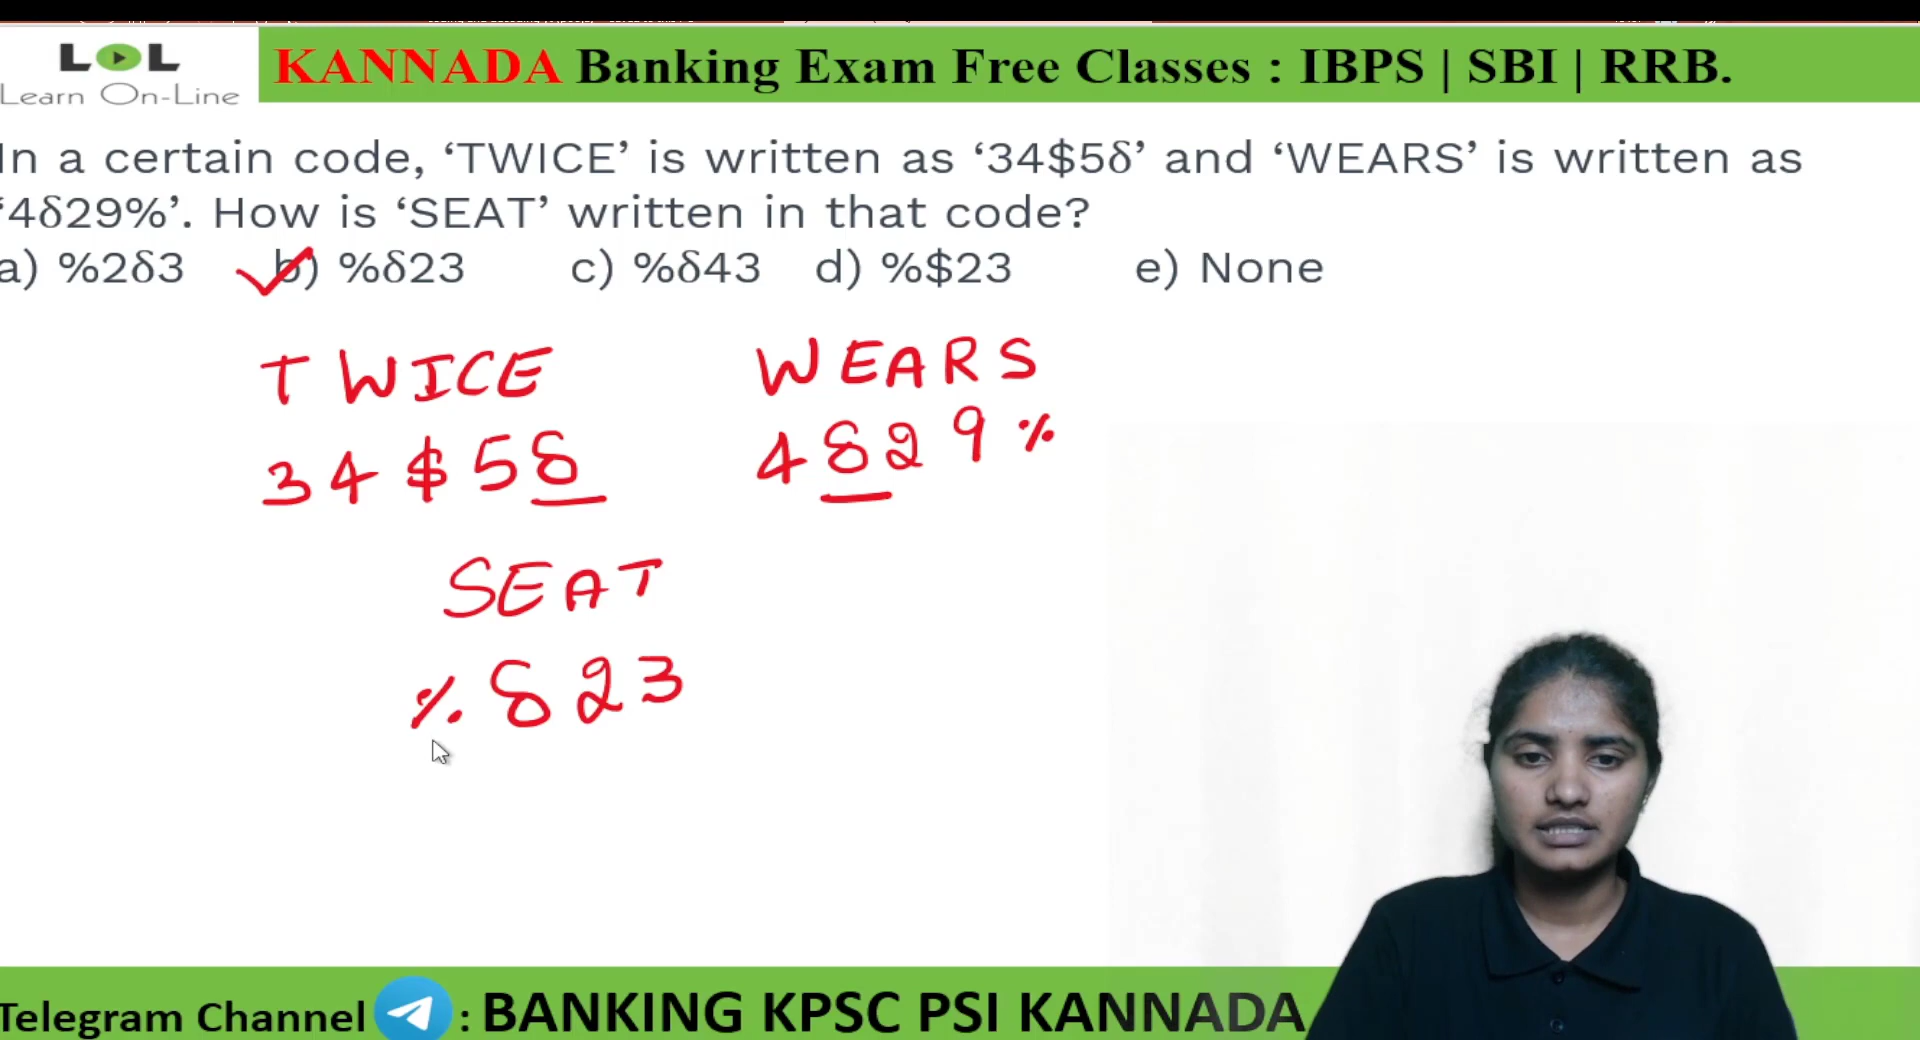 LOL
Learn On-Line
KANNADA Banking Exam Free Classes : IBPS | SBI | RRB.
In a certain code, ‘TWICE’ is written as ‘34$5δ’ and ‘WEARS’ is written as
‘4δ29%’. How is ‘SEAT’ written in that code?
a) %2δ3 b) %δ23 c) %δ43 d) %$23 e) None
TWICE WEARS
34$5δ 4δ29%
SEAT
%δ23
Telegram Channel : BANKING KPSC PSI KANNADA